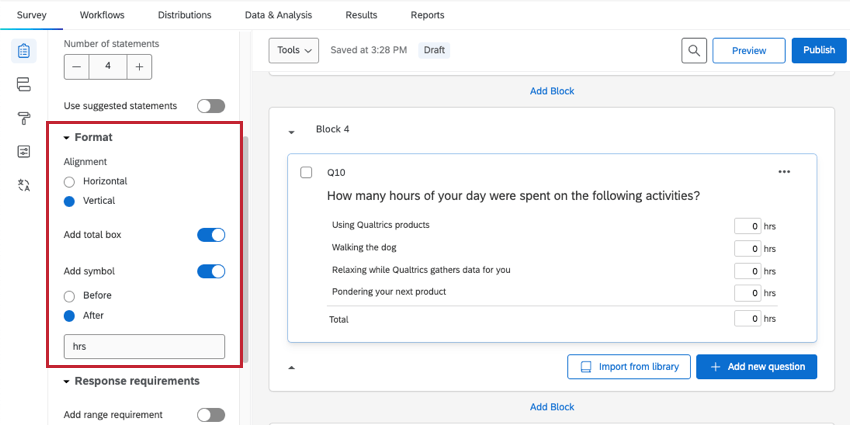 Survey Workflows Distributions Data & Analysis Results Reports
Number of statements
4
Use suggested statements
Format
Alignment
Horizontal
Vertical
Add total box
Add symbol
Before
After
hrs
Response requirements
Add range requirement
Tools Saved at 3:28 PM Draft Preview Publish
Add Block
Block 4
Q10
How many hours of your day were spent on the following activities?
Using Qualtrics products 0 hrs
Walking the dog 0 hrs
Relaxing while Qualtrics gathers data for you 0 hrs
Pondering your next product 0 hrs
Total 0 hrs
Import from library Add new question
Add Block